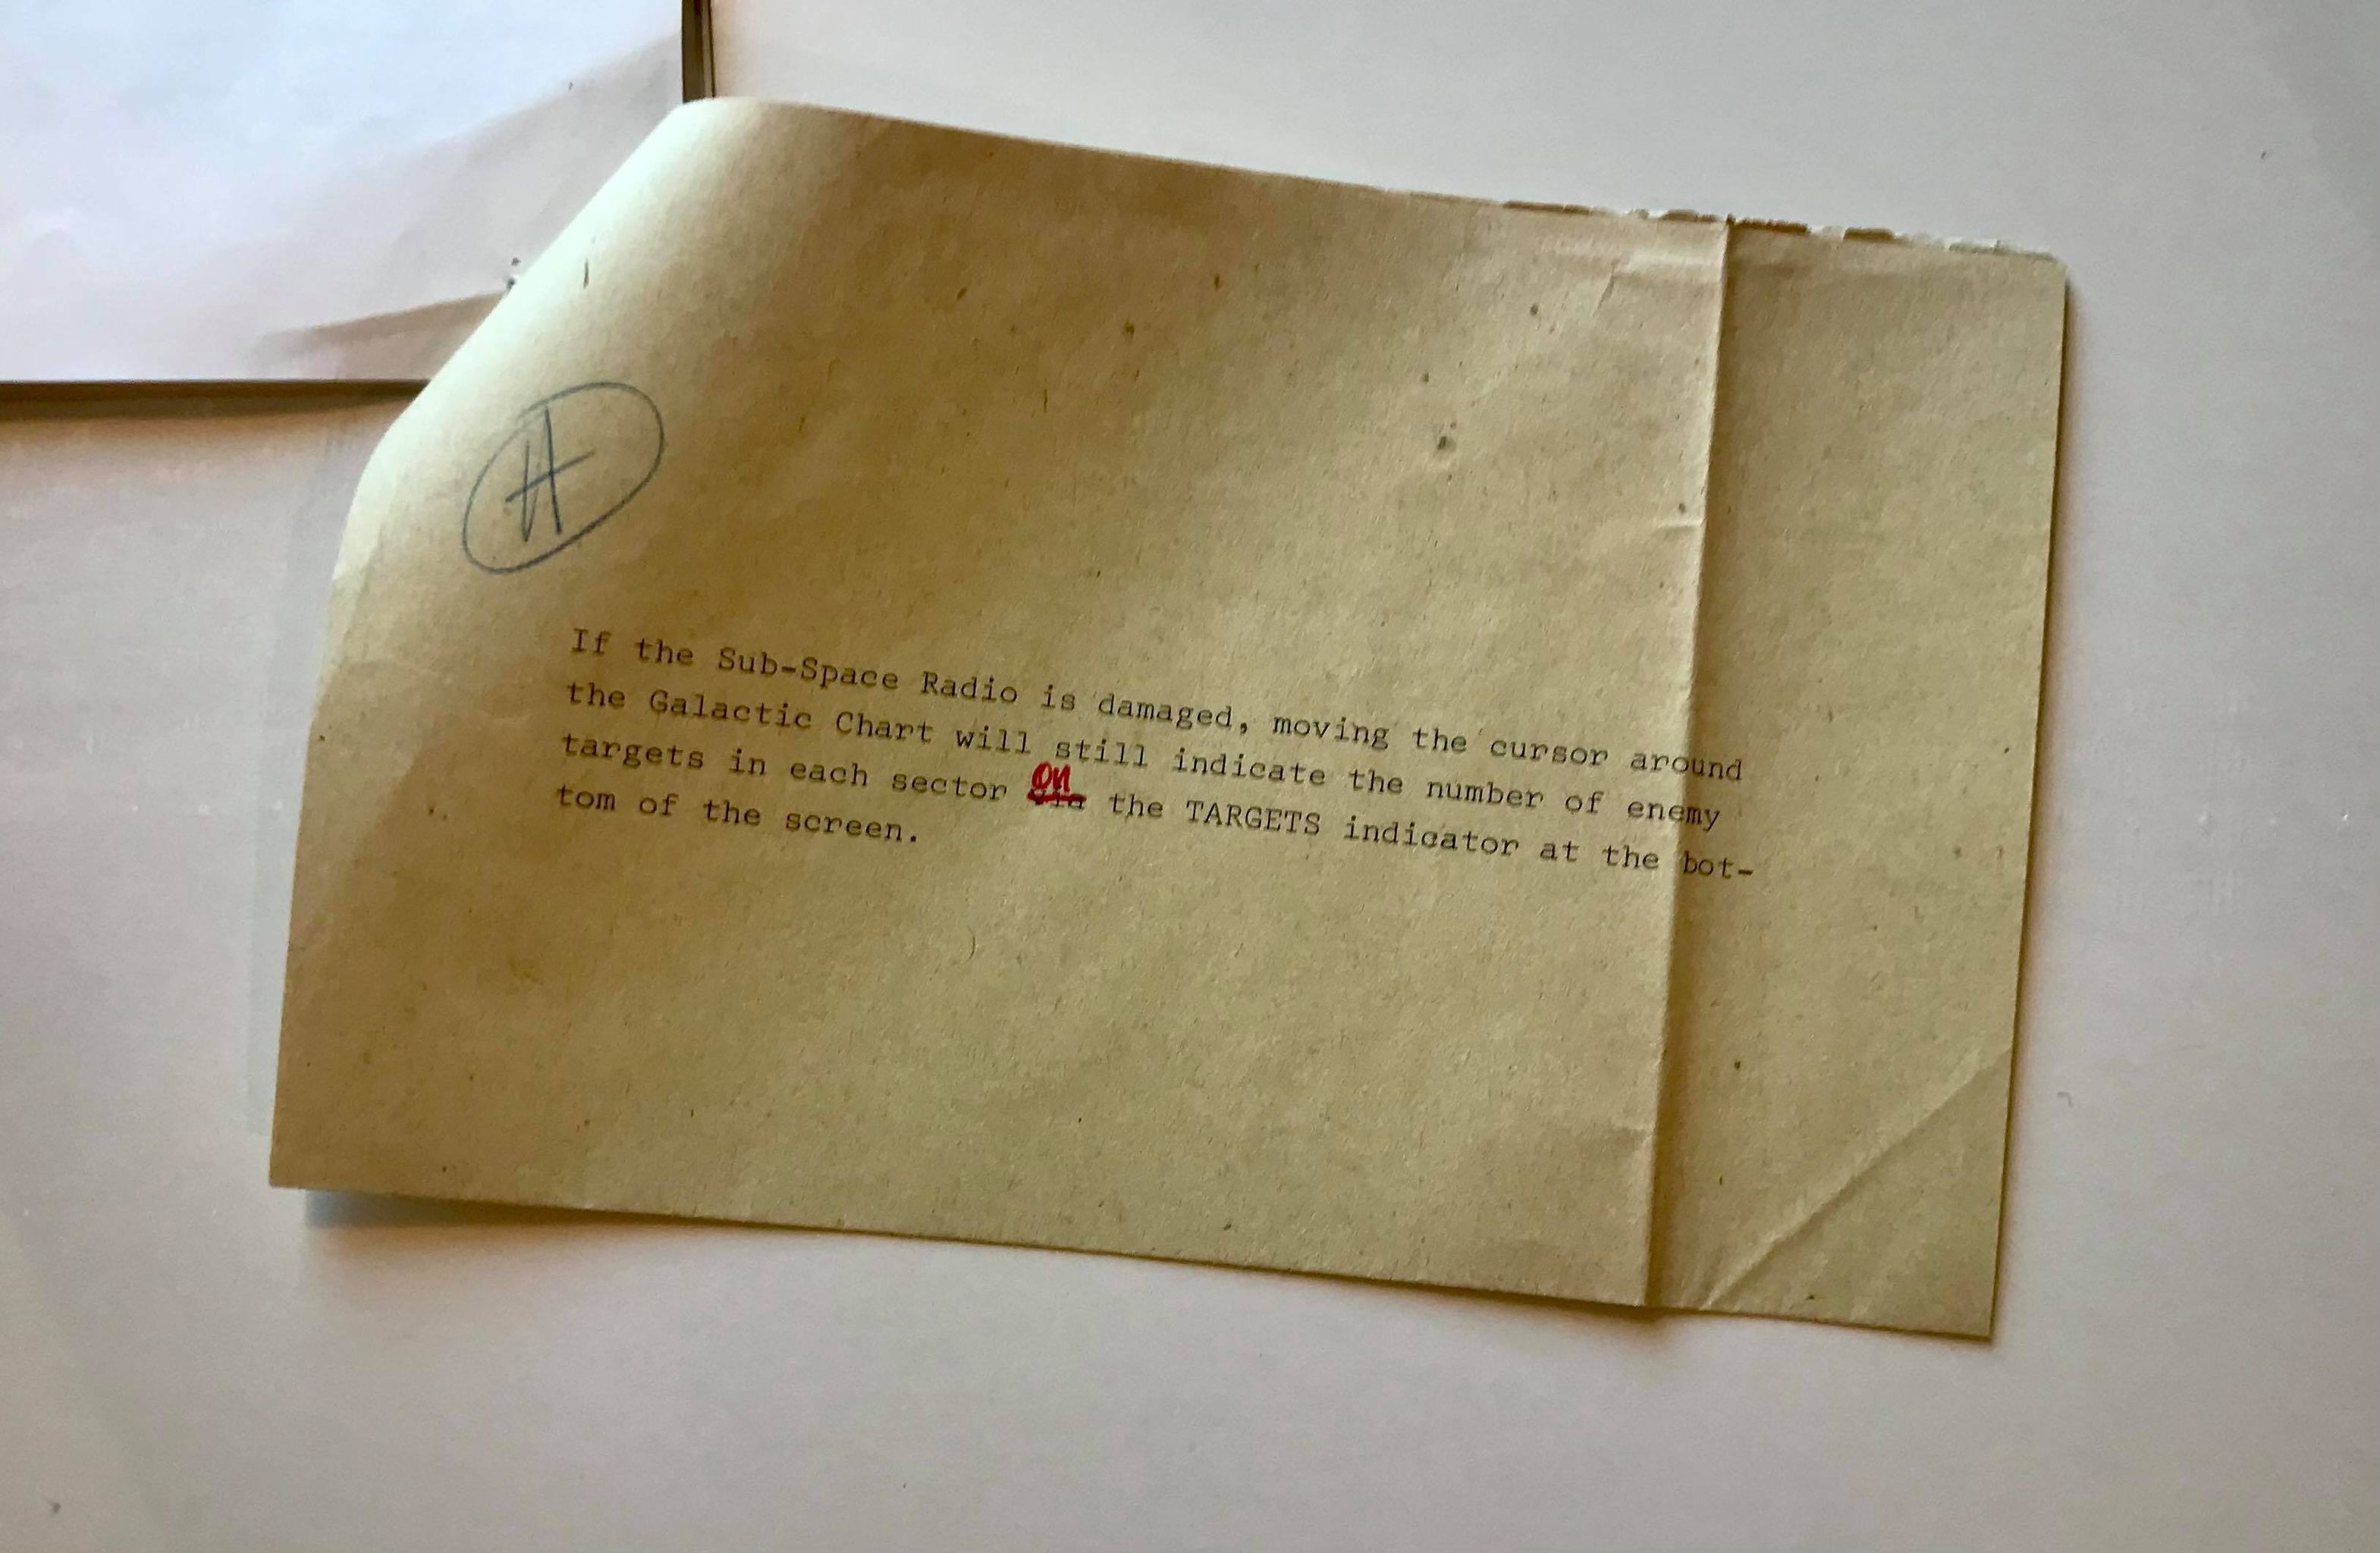 A
If the Sub-Space Radio is damaged, moving the cursor around
the Galactic Chart will still indicate the number of enemy
on
targets in each sector via the TARGETS indicator at the bot-
tom of the screen.